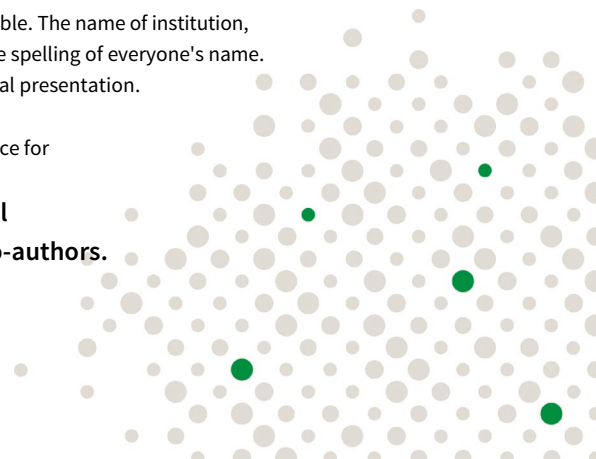 ble. The name of institution,
e spelling of everyone's name.
al presentation.
ce for
l
o-authors.